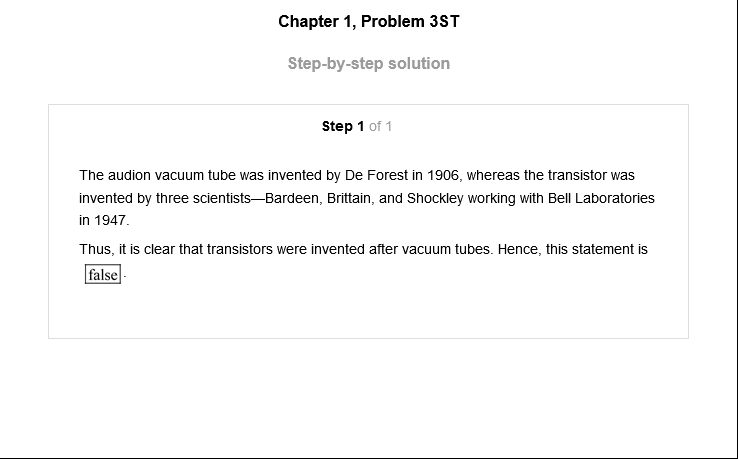 Chapter 1, Problem 3ST
Step-by-step solution
Step 1 of 1
The audion vacuum tube was invented by De Forest in 1906, whereas the transistor was
invented by three scientists—Bardeen, Brittain, and Shockley working with Bell Laboratories
in 1947.
Thus, it is clear that transistors were invented after vacuum tubes. Hence, this statement is
false.